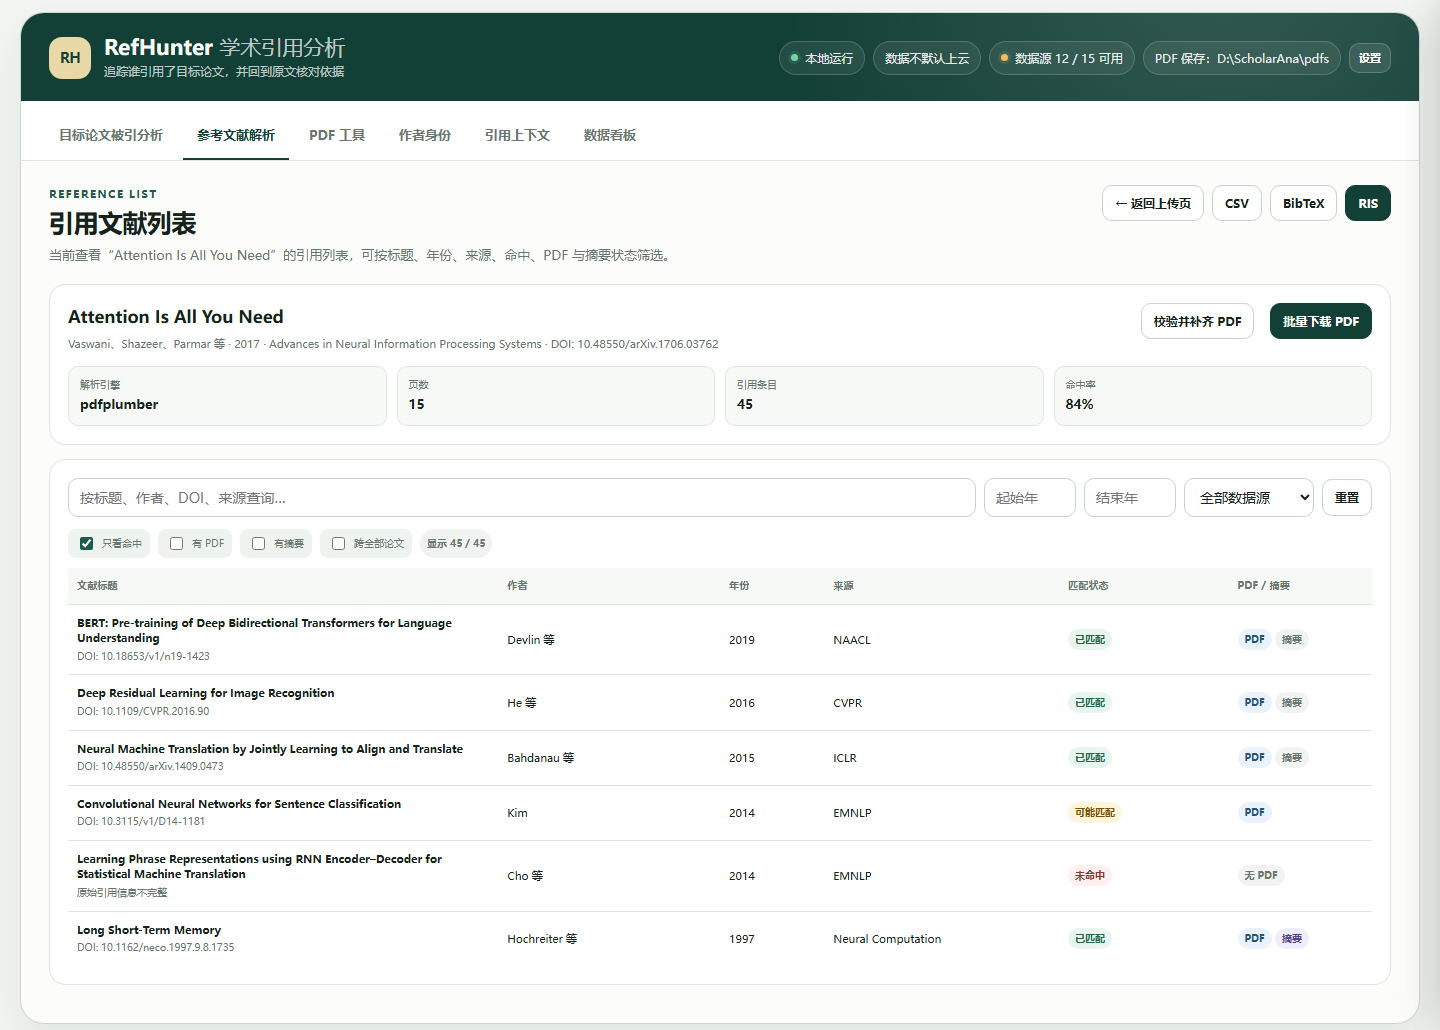 RH
RefHunter 学术引用分析
追踪谁引用了目标论文，并回到原文核对依据
本地运行
数据不默认上云
数据源 12 / 15 可用
PDF 保存：D:\ScholarAna\pdfs
设置
目标论文被引分析
参考文献解析
PDF 工具
作者身份
引用上下文
数据看板
REFERENCE LIST
引用文献列表
当前查看“Attention Is All You Need”的引用列表，可按标题、年份、来源、命中、PDF 与摘要状态筛选。
← 返回上传页
CSV
BibTeX
RIS
Attention Is All You Need
Vaswani、Shazeer、Parmar 等 · 2017 · Advances in Neural Information Processing Systems · DOI: 10.48550/arXiv.1706.03762
校验并补齐 PDF
批量下载 PDF
解析引擎
pdfplumber
页数
15
引用条目
45
命中率
84%
按标题、作者、DOI、来源查询...
起始年
结束年
全部数据源
重置
只看命中
有 PDF
有摘要
跨全部论文
显示 45 / 45
文献标题 作者 年份 来源 匹配状态 PDF / 摘要
BERT: Pre-training of Deep Bidirectional Transformers for Language
Understanding
DOI: 10.18653/v1/n19-1423
Devlin 等 2019 NAACL 已匹配 PDF 摘要
Deep Residual Learning for Image Recognition
DOI: 10.1109/CVPR.2016.90
He 等 2016 CVPR 已匹配 PDF 摘要
Neural Machine Translation by Jointly Learning to Align and Translate
DOI: 10.48550/arXiv.1409.0473
Bahdanau 等 2015 ICLR 已匹配 PDF 摘要
Convolutional Neural Networks for Sentence Classification
DOI: 10.3115/v1/D14-1181
Kim 2014 EMNLP 可能匹配 PDF
Learning Phrase Representations using RNN Encoder–Decoder for
Statistical Machine Translation
原始引用信息不完整
Cho 等 2014 EMNLP 未命中 无 PDF
Long Short-Term Memory
DOI: 10.1162/neco.1997.9.8.1735
Hochreiter 等 1997 Neural Computation 已匹配 PDF 摘要